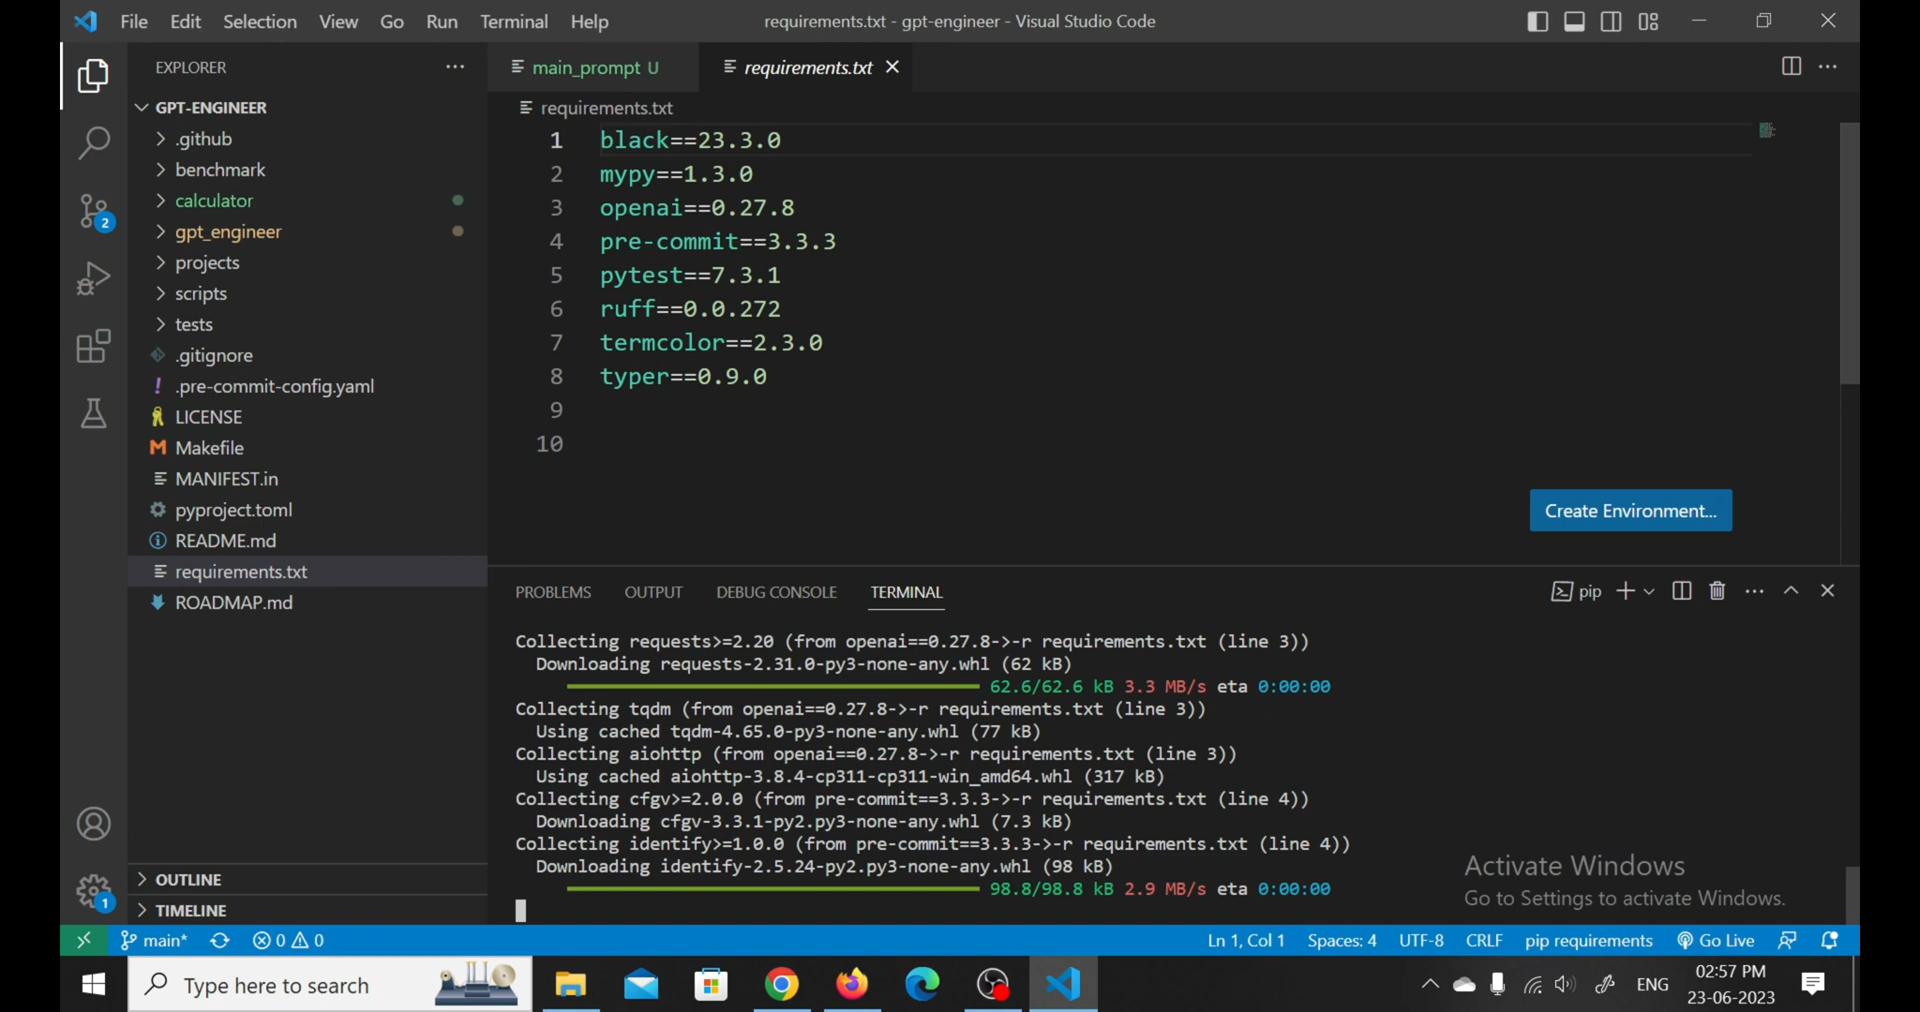 File Edit Selection View Go Run Terminal Help
requirements.txt - gpt-engineer - Visual Studio Code
EXPLORER
GPT-ENGINEER
.github
benchmark
calculator
gpt_engineer
projects
scripts
tests
.gitignore
! .pre-commit-config.yaml
LICENSE
M Makefile
MANIFEST.in
pyproject.toml
README.md
requirements.txt
ROADMAP.md
OUTLINE
TIMELINE
2
1
main_prompt U
requirements.txt
requirements.txt
1 black==23.3.0
2 mypy==1.3.0
3 openai==0.27.8
4 pre-commit==3.3.3
5 pytest==7.3.1
6 ruff==0.0.272
7 termcolor==2.3.0
8 typer==0.9.0
9
10
Create Environment...
PROBLEMS OUTPUT DEBUG CONSOLE TERMINAL
pip
Collecting requests>=2.20 (from openai==0.27.8->-r requirements.txt (line 3))
Downloading requests-2.31.0-py3-none-any.whl (62 kB)
62.6/62.6 kB 3.3 MB/s eta 0:00:00
Collecting tqdm (from openai==0.27.8->-r requirements.txt (line 3))
Using cached tqdm-4.65.0-py3-none-any.whl (77 kB)
Collecting aiohttp (from openai==0.27.8->-r requirements.txt (line 3))
Using cached aiohttp-3.8.4-cp311-cp311-win_amd64.whl (317 kB)
Collecting cfgv>=2.0.0 (from pre-commit==3.3.3->-r requirements.txt (line 4))
Downloading cfgv-3.3.1-py2.py3-none-any.whl (7.3 kB)
Collecting identify>=1.0.0 (from pre-commit==3.3.3->-r requirements.txt (line 4))
Downloading identify-2.5.24-py2.py3-none-any.whl (98 kB)
98.8/98.8 kB 2.9 MB/s eta 0:00:00
Activate Windows
Go to Settings to activate Windows.
main* 0 0
Ln 1, Col 1 Spaces: 4 UTF-8 CRLF pip requirements Go Live
Type here to search
ENG
02:57 PM
23-06-2023